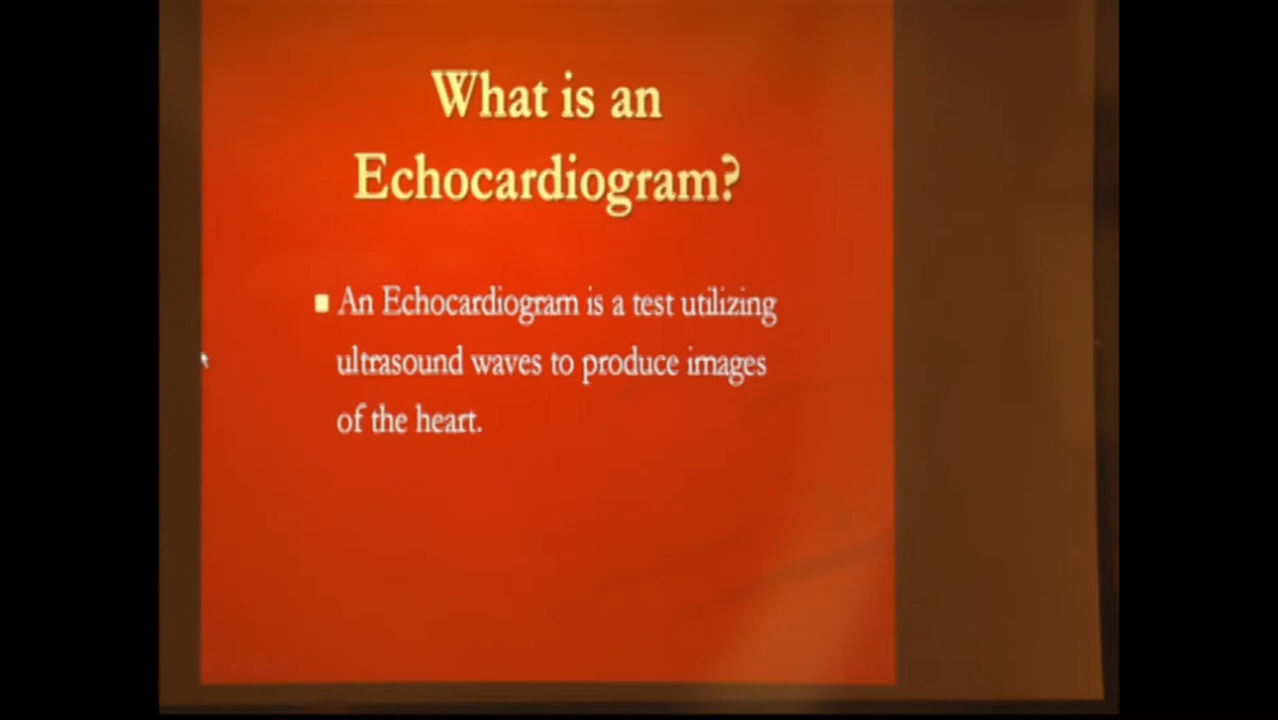 What is an
Echocardiogram?
An Echocardiogram is a test utilizing
ultrasound waves to produce images
of the heart.